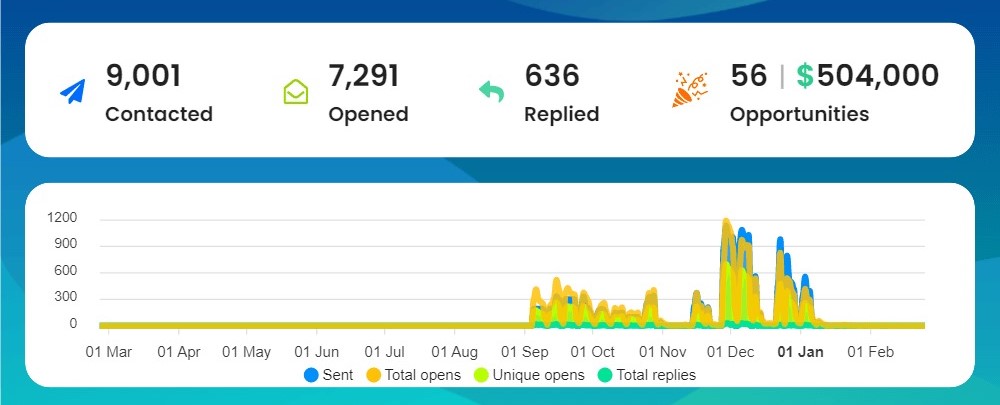 9,001 7,291 636 56 | $504,000
Contacted Opened Replied Opportunities
1200
900
600
300
0
01 Mar 01 Apr 01 May 01 Jun 01 Jul 01 Aug 01 Sep 01 Oct 01 Nov 01 Dec 01 Jan 01 Feb
Sent Total opens Unique opens Total replies